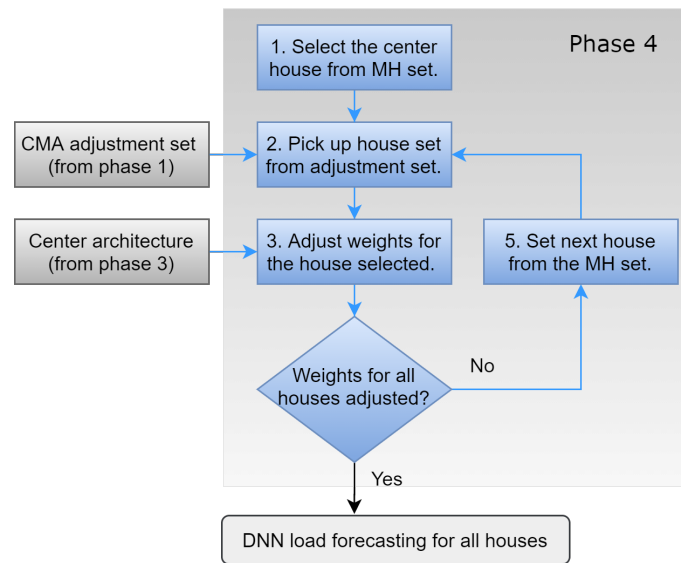 Phase 4
1. Select the center
house from MH set.
CMA adjustment set
(from phase 1)
2. Pick up house set
from adjustment set.
Center architecture
(from phase 3)
3. Adjust weights for
the house selected.
5. Set next house
from the MH set.
Weights for all
houses adjusted?
No
Yes
DNN load forecasting for all houses